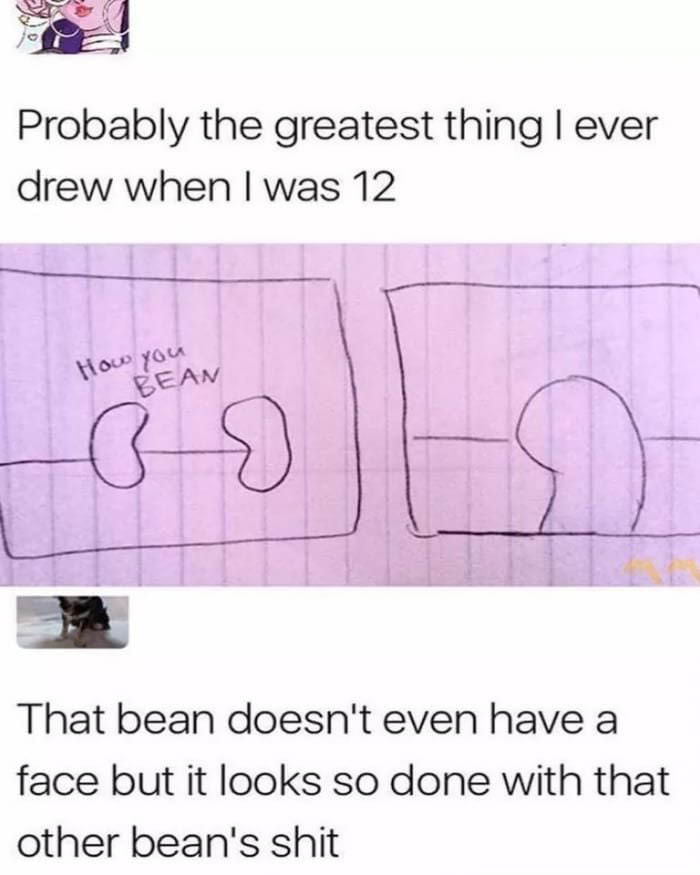 Probably the greatest thing I ever
drew when I was 12
How you
BEAN
That bean doesn't even have a
face but it looks so done with that
other bean's shit